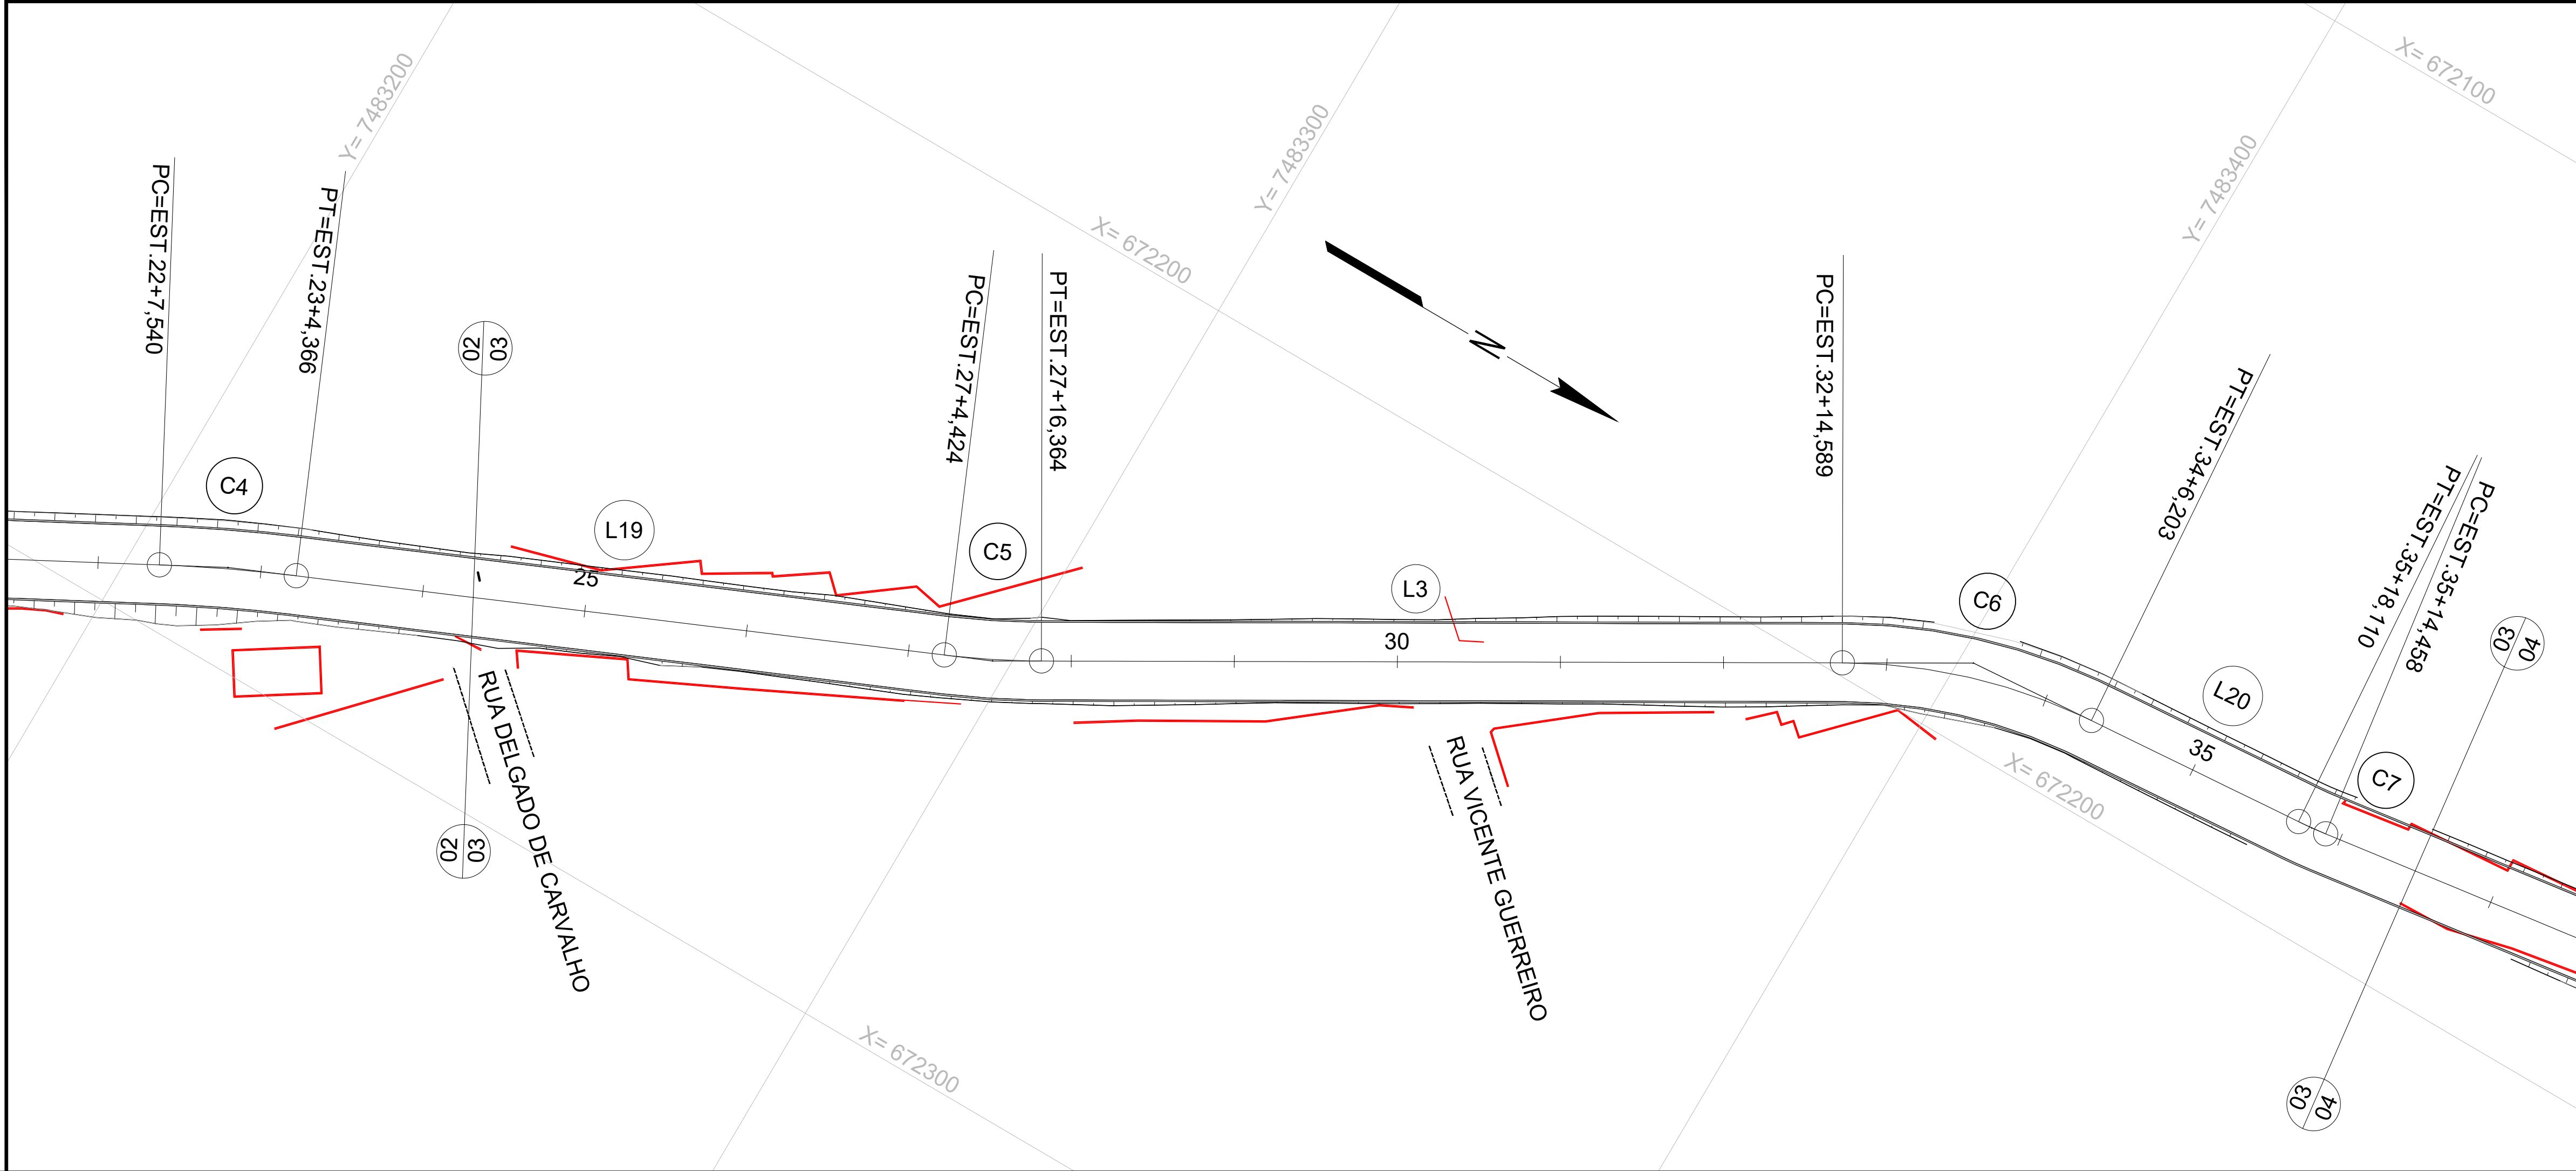 Y= 7483200
PC=EST.22+7,540
PT=EST.23+4,366
C4
02
03
L19
25
02
03
RUA DELGADO DE CARVALHO
X= 672300
X= 672200
Y= 7483300
PC=EST.27+4,424
PT=EST.27+16,364
C5
N
L3
30
RUA VICENTE GUERREIRO
PC=EST.32+14,589
C6
Y= 7483400
X= 672100
PT=EST.34+6,203
L20
35
X= 672200
PT=EST.35+18,110
PC=EST.35+14,458
C7
03
04
03
04